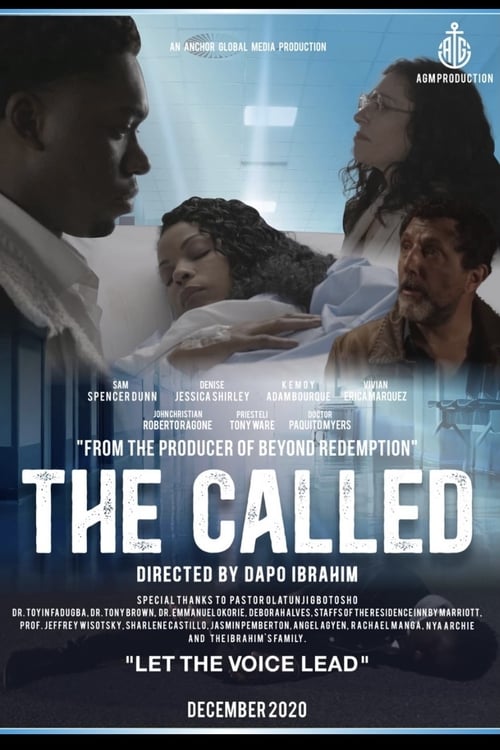 AN ANCHOR GLOBAL MEDIA PRODUCTION
ATG
AGMPRODUCTION
SAM DENISE KEMOY VIVIAN
SPENCER DUNN JESSICA SHIRLEY ADAM BOURQUE ERICA MARQUEZ
JOHN CHRISTIAN PRIEST ELI DOCTOR
ROBERTO RAGONE TONY WARE PAQUITO MYERS
"FROM THE PRODUCER OF BEYOND REDEMPTION"
THE CALLED
DIRECTED BY DAPO IBRAHIM
SPECIAL THANKS TO PASTOR OLATUNJI GBOTOSHO
DR. TOYIN FADUGBA, DR. TONY BROWN, DR. EMMANUEL OKORIE, DEBORAH ALVES, STAFFS OF THE RESIDENCE INN BY MARRIOTT,
PROF. JEFFREY WISOTSKY, SHARLENE CASTILLO, JASMIN PEMBERTON, ANGEL AGYEN, RACHAEL MANGA, NYA ARCHIE
AND THE IBRAHIM'S FAMILY.
"LET THE VOICE LEAD"
DECEMBER 2020